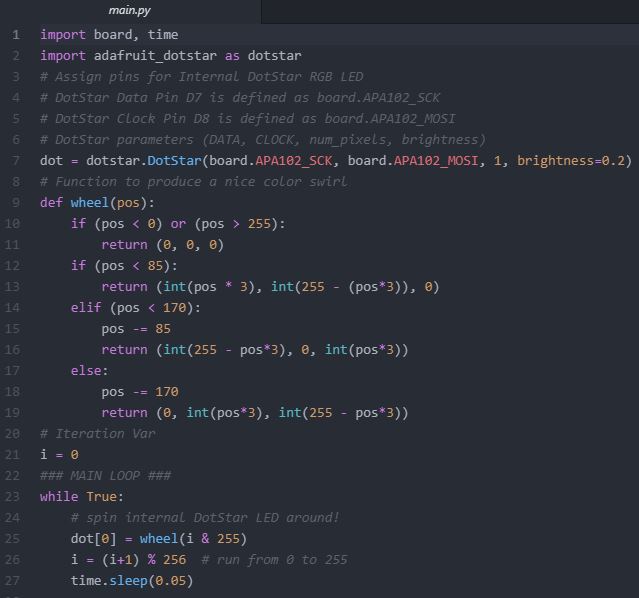 main.py
1 import board, time
2 import adafruit_dotstar as dotstar
3 # Assign pins for Internal DotStar RGB LED
4 # DotStar Data Pin D7 is defined as board.APA102_SCK
5 # DotStar Clock Pin D8 is defined as board.APA102_MOSI
6 # DotStar parameters (DATA, CLOCK, num_pixels, brightness)
7 dot = dotstar.DotStar(board.APA102_SCK, board.APA102_MOSI, 1, brightness=0.2)
8 # Function to produce a nice color swirl
9 def wheel(pos):
10     if (pos < 0) or (pos > 255):
11         return (0, 0, 0)
12     if (pos < 85):
13         return (int(pos * 3), int(255 - (pos*3)), 0)
14     elif (pos < 170):
15         pos -= 85
16         return (int(255 - pos*3), 0, int(pos*3))
17     else:
18         pos -= 170
19         return (0, int(pos*3), int(255 - pos*3))
20 # Iteration Var
21 i = 0
22 ### MAIN LOOP ###
23 while True:
24     # spin internal DotStar LED around!
25     dot[0] = wheel(i & 255)
26     i = (i+1) % 256  # run from 0 to 255
27     time.sleep(0.05)